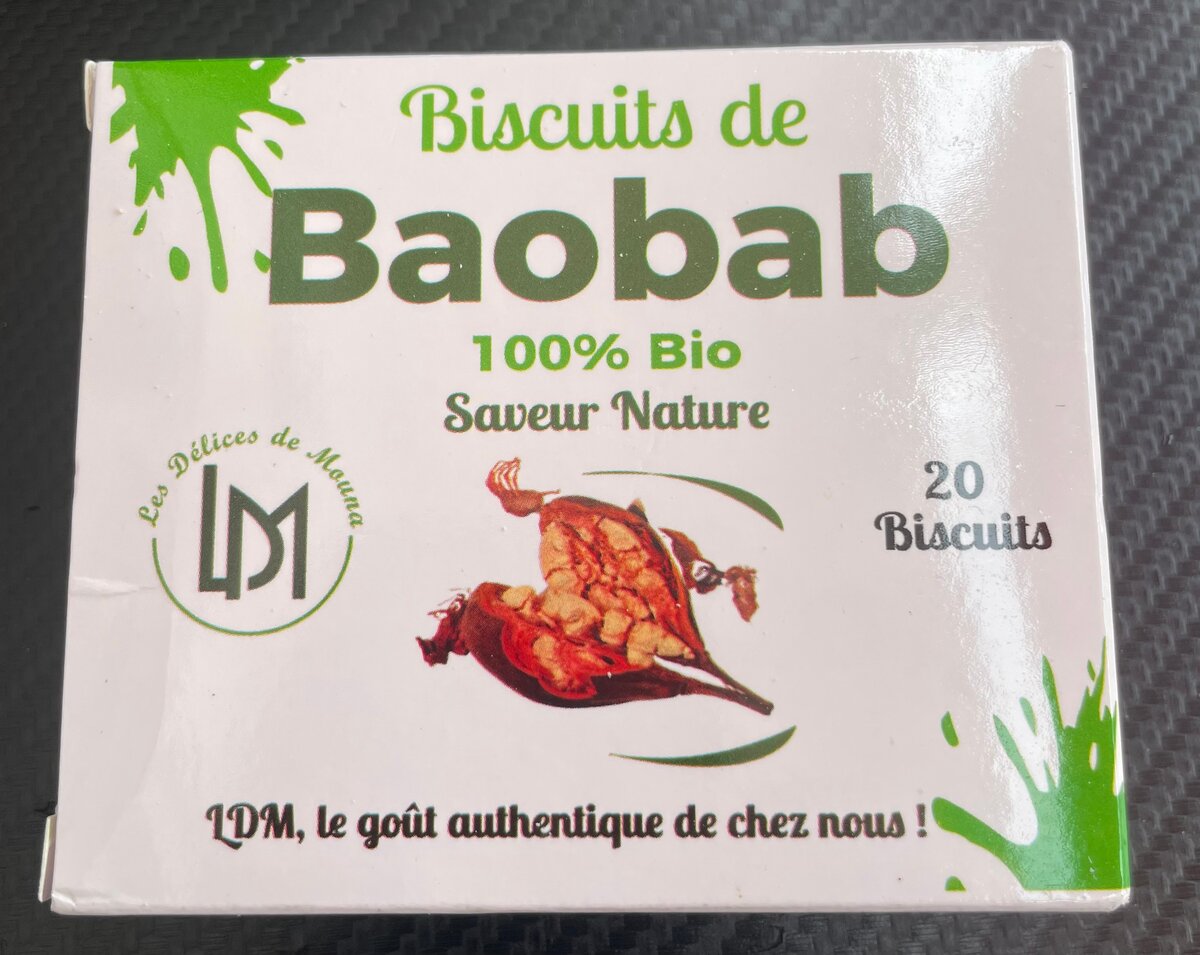 Biscuits de
Baobab
100% Bio
Saveur Nature
Les Délices de Mouna
LDM
20
Biscuits
LDM, le goût authentique de chez nous !